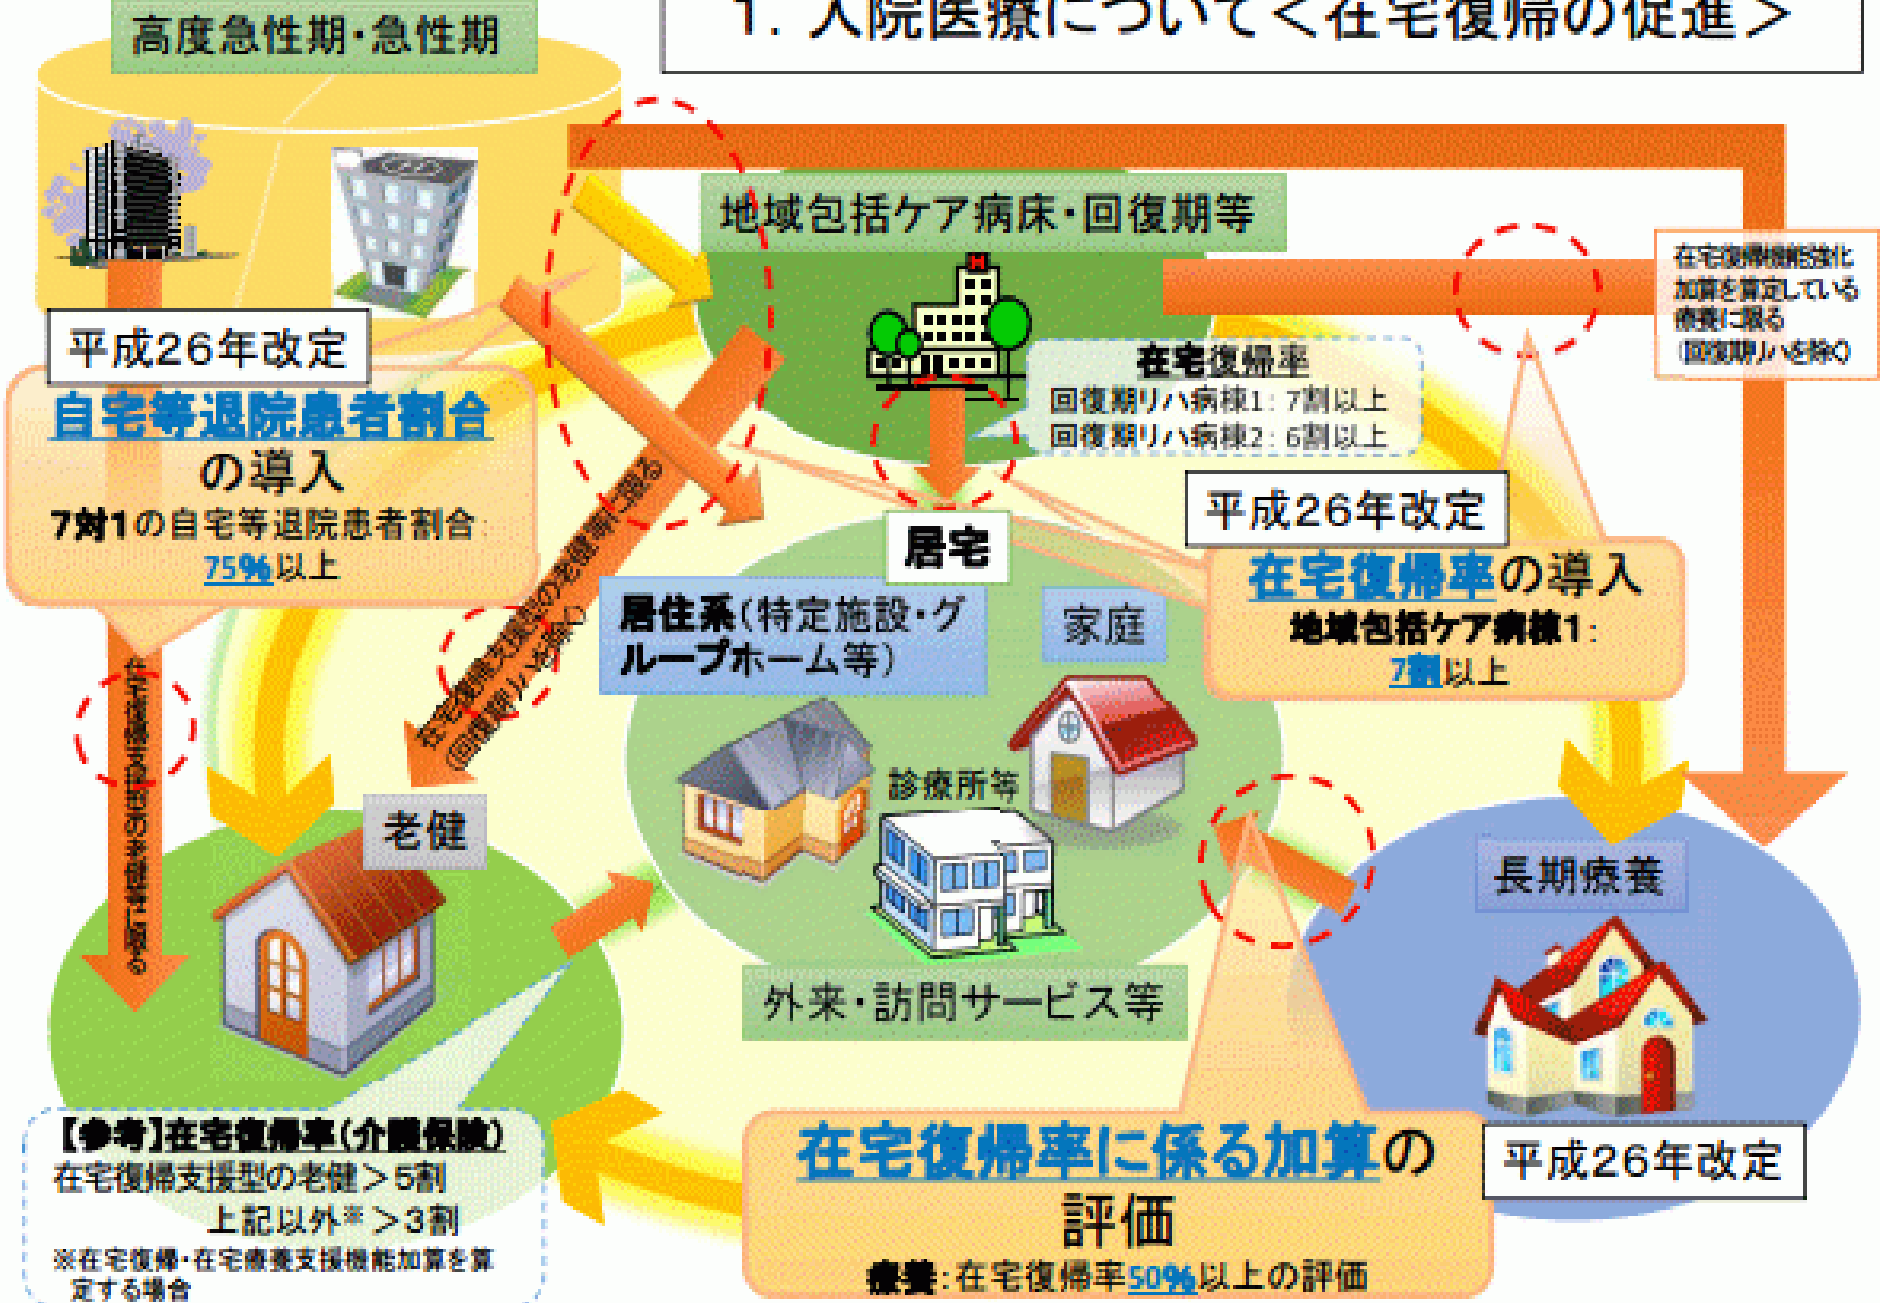 1. 入院医療について＜在宅復帰の促進＞
高度急性期・急性期
地域包括ケア病床・回復期等
在宅復帰機能強化
加算を算定している
療養に限る
（回復期リハを除く）
平成26年改定
自宅等退院患者割合
の導入
7対1の自宅等退院患者割合:
75%以上
在宅復帰率
回復期リハ病棟1: 7割以上
回復期リハ病棟2: 6割以上
平成26年改定
在宅復帰率の導入
地域包括ケア病棟1:
7割以上
在宅復帰支援型の老健等に限る
（回復期リハを除く）
居宅
居住系（特定施設・グ
ループホーム等）
家庭
診療所等
在宅復帰支援型の老健等に限る
老健
長期療養
外来・訪問サービス等
【参考】在宅復帰率（介護保険）
在宅復帰支援型の老健＞5割
上記以外※＞3割
※在宅復帰・在宅療養支援機能加算を算
定する場合
在宅復帰率に係る加算の
評価
療養：在宅復帰率50%以上の評価
平成26年改定